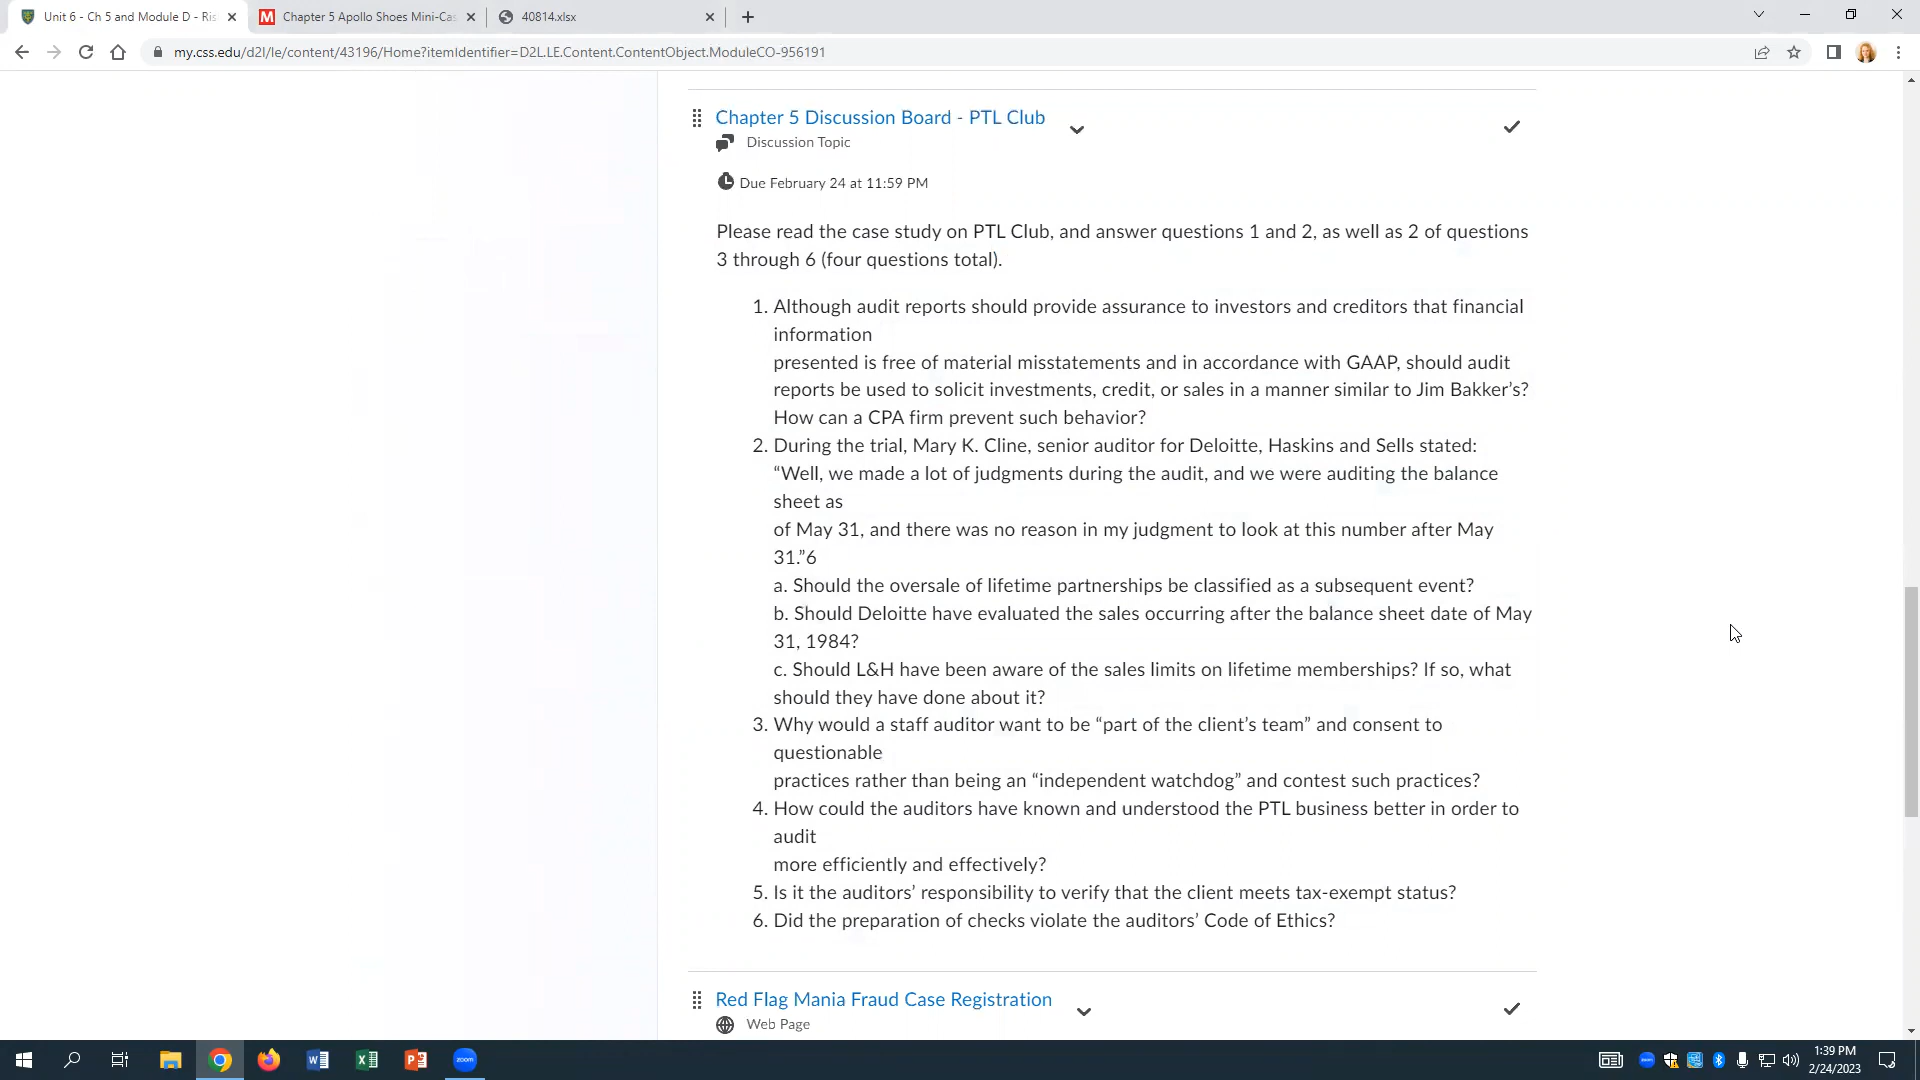 Unit 6 - Ch 5 and Module D - Ris
Chapter 5 Apollo Shoes Mini-Cas
40814.xlsx
my.css.edu/d2l/le/content/43196/Home?itemIdentifier=D2L.LE.Content.ContentObject.ModuleCO-956191
Chapter 5 Discussion Board - PTL Club
Discussion Topic
Due February 24 at 11:59 PM
Please read the case study on PTL Club, and answer questions 1 and 2, as well as 2 of questions
3 through 6 (four questions total).
1. Although audit reports should provide assurance to investors and creditors that financial
information
presented is free of material misstatements and in accordance with GAAP, should audit
reports be used to solicit investments, credit, or sales in a manner similar to Jim Bakker’s?
How can a CPA firm prevent such behavior?
2. During the trial, Mary K. Cline, senior auditor for Deloitte, Haskins and Sells stated:
“Well, we made a lot of judgments during the audit, and we were auditing the balance
sheet as
of May 31, and there was no reason in my judgment to look at this number after May
31.”6
a. Should the oversale of lifetime partnerships be classified as a subsequent event?
b. Should Deloitte have evaluated the sales occurring after the balance sheet date of May
31, 1984?
c. Should L&H have been aware of the sales limits on lifetime memberships? If so, what
should they have done about it?
3. Why would a staff auditor want to be “part of the client’s team” and consent to
questionable
practices rather than being an “independent watchdog” and contest such practices?
4. How could the auditors have known and understood the PTL business better in order to
audit
more efficiently and effectively?
5. Is it the auditors’ responsibility to verify that the client meets tax-exempt status?
6. Did the preparation of checks violate the auditors’ Code of Ethics?
Red Flag Mania Fraud Case Registration
Web Page
zoom
1:39 PM
2/24/2023